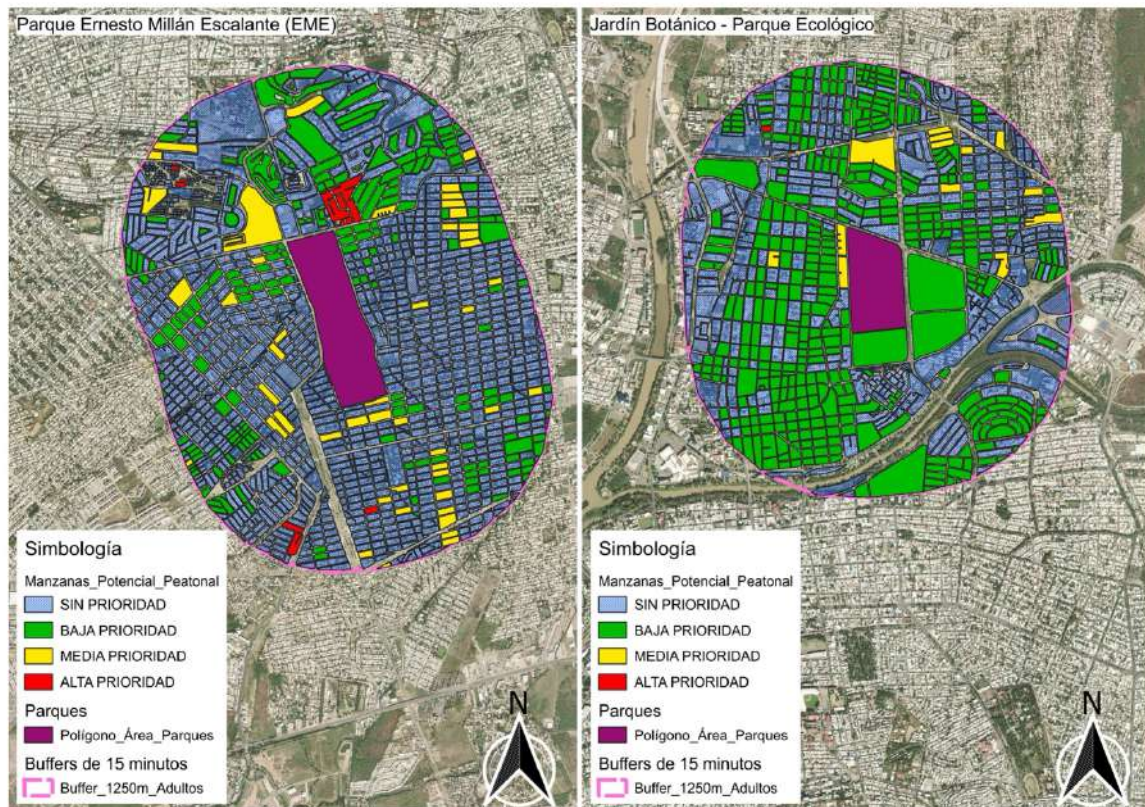 Parque Ernesto Millán Escalante (EME)
Simbología
Manzanas_Potencial_Peatonal
SIN PRIORIDAD
BAJA PRIORIDAD
MEDIA PRIORIDAD
ALTA PRIORIDAD
Parques
Polígono_Área_Parques
Buffers de 15 minutos
Buffer_1250m_Adultos
N
Jardín Botánico - Parque Ecológico
Simbología
Manzanas_Potencial_Peatonal
SIN PRIORIDAD
BAJA PRIORIDAD
MEDIA PRIORIDAD
ALTA PRIORIDAD
Parques
Polígono_Área_Parques
Buffers de 15 minutos
Buffer_1250m_Adultos
N